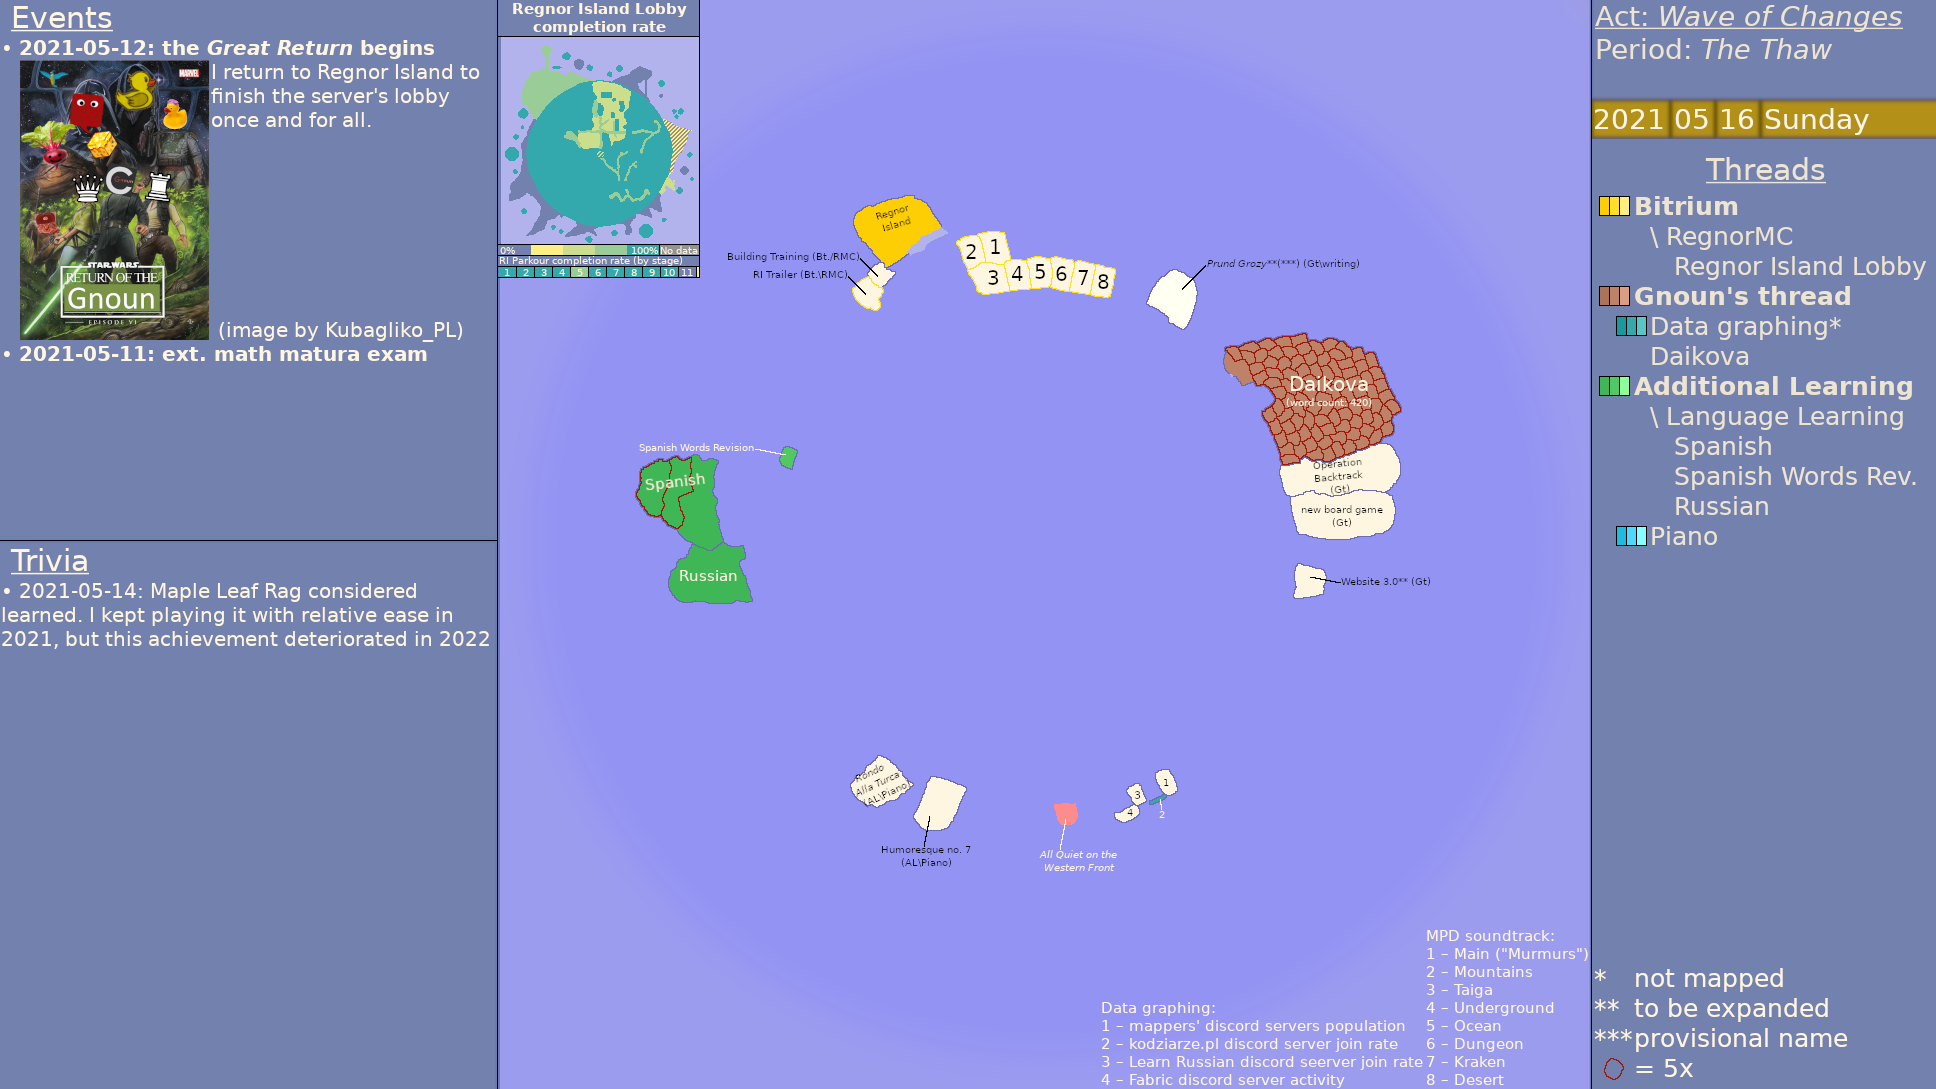 Events
• 2021-05-12: the Great Return begins
I return to Regnor Island to
finish the server's lobby
once and for all.
MARVEL
STAR WARS
RETURN OF THE
Gnoun
EPISODE VI
(image by Kubagliko_PL)
• 2021-05-11: ext. math matura exam
Trivia
• 2021-05-14: Maple Leaf Rag considered
learned. I kept playing it with relative ease in
2021, but this achievement deteriorated in 2022
Regnor Island Lobby
completion rate
0% 100% No data
RI Parkour completion rate (by stage)
1 2 3 4 5 6 7 8 9 10 11
Regnor
Island
Building Training (Bt./RMC)
RI Trailer (Bt.\RMC)
2 1
3 4 5 6 7 8
Prund Grozy**(***) (Gt\writing)
Daikova
(word count: 420)
Operation
Backtrack
(Gt)
new board game
(Gt)
Website 3.0** (Gt)
Spanish Words Revision
Spanish
Russian
Rondo
Alla Turca
(AL\Piano)
Humoresque no. 7
(AL\Piano)
All Quiet on the
Western Front
1
3
4
2
Data graphing:
1 – mappers' discord servers population
2 – kodziarze.pl discord server join rate
3 – Learn Russian discord seerver join rate
4 – Fabric discord server activity
MPD soundtrack:
1 – Main ("Murmurs")
2 – Mountains
3 – Taiga
4 – Underground
5 – Ocean
6 – Dungeon
7 – Kraken
8 – Desert
Act: Wave of Changes
Period: The Thaw
2021 05 16 Sunday
Threads
Bitrium
\ RegnorMC
Regnor Island Lobby
Gnoun's thread
Data graphing*
Daikova
Additional Learning
\ Language Learning
Spanish
Spanish Words Rev.
Russian
Piano
* not mapped
** to be expanded
***provisional name
= 5x